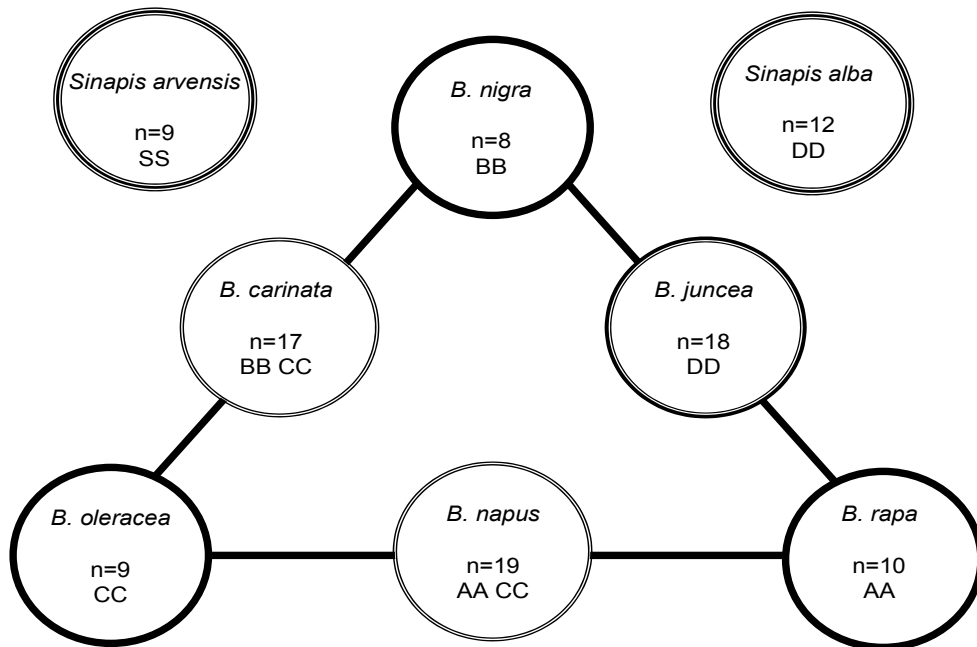 Sinapis arvensis
n=9
SS
B. nigra
n=8
BB
Sinapis alba
n=12
DD
B. carinata
n=17
BB CC
B. juncea
n=18
DD
B. oleracea
n=9
CC
B. napus
n=19
AA CC
B. rapa
n=10
AA